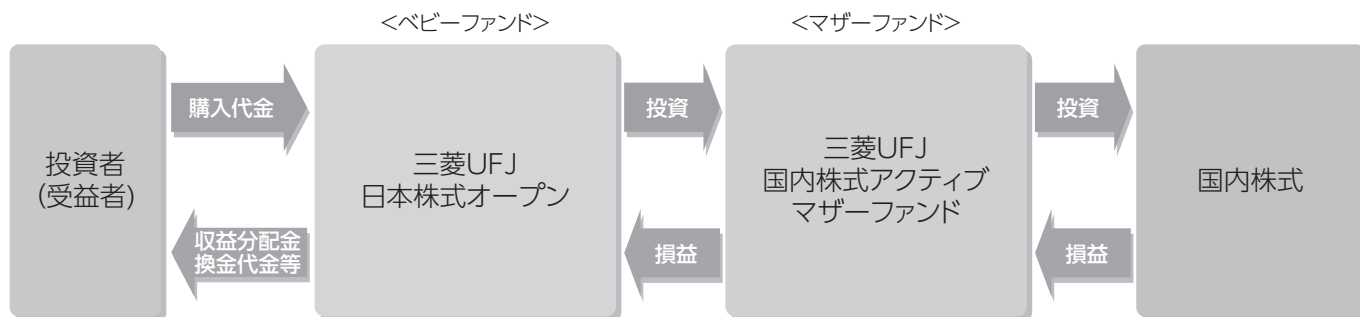 ＜ベビーファンド＞
＜マザーファンド＞
投資者
(受益者)
購入代金
収益分配金
換金代金等
三菱UFJ
日本株式オープン
投資
損益
三菱UFJ
国内株式アクティブ
マザーファンド
投資
損益
国内株式